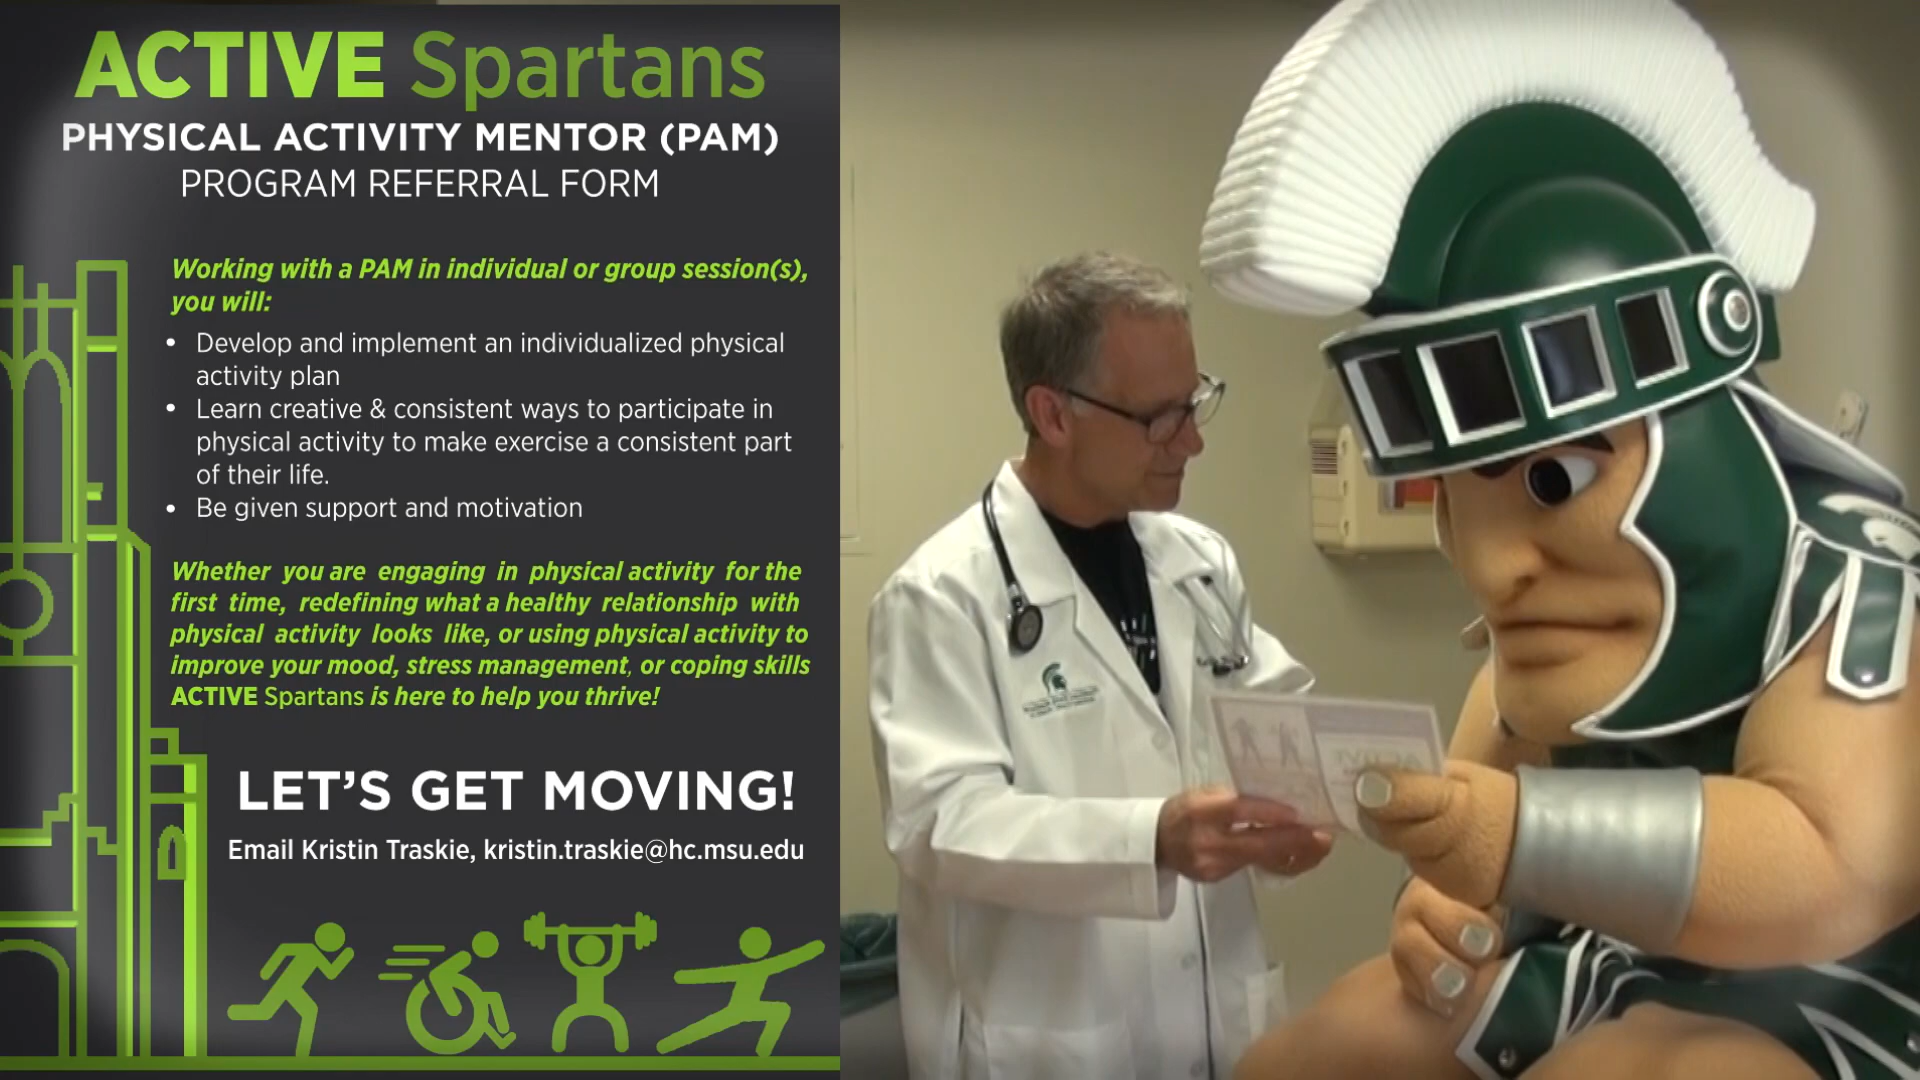 ACTIVE Spartans
PHYSICAL ACTIVITY MENTOR (PAM)
PROGRAM REFERRAL FORM
Working with a PAM in individual or group session(s),
you will:
• Develop and implement an individualized physical
activity plan
• Learn creative & consistent ways to participate in
physical activity to make exercise a consistent part
of their life.
• Be given support and motivation
Whether you are engaging in physical activity for the
first time, redefining what a healthy relationship with
physical activity looks like, or using physical activity to
improve your mood, stress management, or coping skills
ACTIVE Spartans is here to help you thrive!
LET'S GET MOVING!
Email Kristin Traskie, kristin.traskie@hc.msu.edu